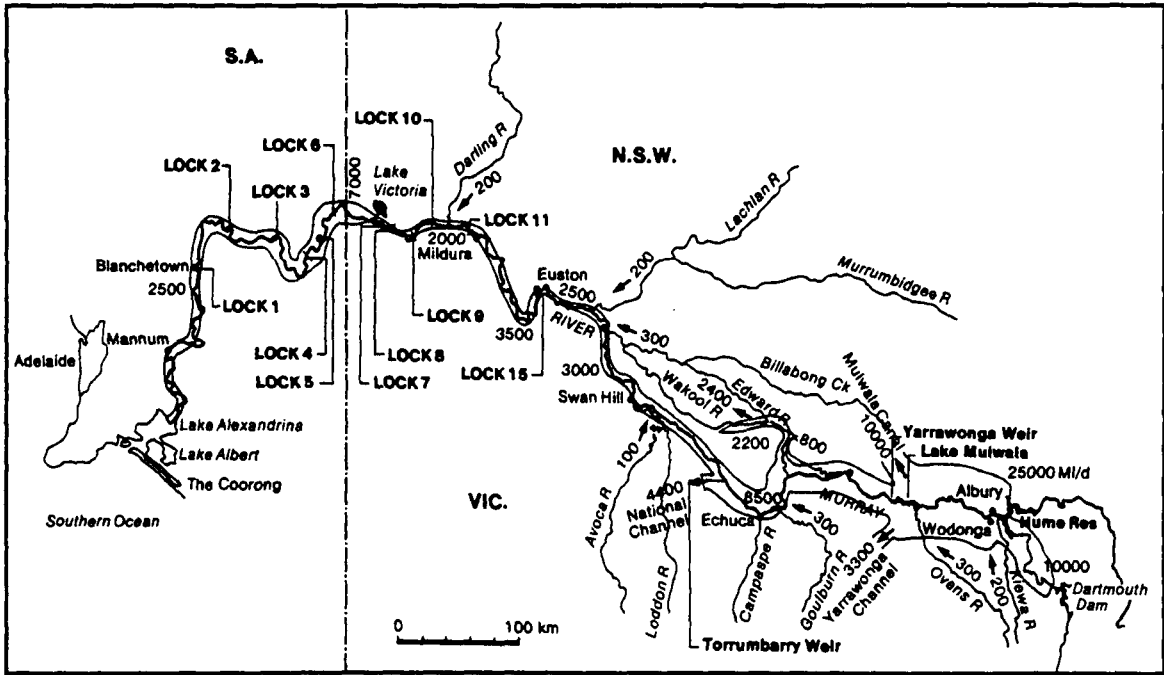 S.A.
LOCK 10
LOCK 6
LOCK 2
LOCK 3
7000
Lake
Victoria
Darling R
200
N.S.W.
LOCK 11
2000
Mildura
Lachlan R
Murrumbidgee R
200
Blanchetown
2500
LOCK 1
Euston
2500
RIVER
LOCK 9
3500
300
Mannum
Adelaide
LOCK 4
LOCK 5
LOCK 8
LOCK 7
LOCK 15
3000
Swan Hill
Wakool R
2400
Edward R
Billabong Ck
Mulwala Canal
10000
2200
800
Yarrawonga Weir
Lake Mulwala
25000 Ml/d
Lake Alexandrina
Lake Albert
The Coorong
Southern Ocean
VIC.
100
Avoca R
4400
National
Channel
Loddon R
8500
Echuca
MURRAY
Albury
Hume Res
Wodonga
Campaspe R
300
Goulburn R
3300
Yarrawonga
Channel
300
Ovens R
200
Kiewa R
10000
Dartmouth
Dam
0 100 km
Torrumbarry Weir